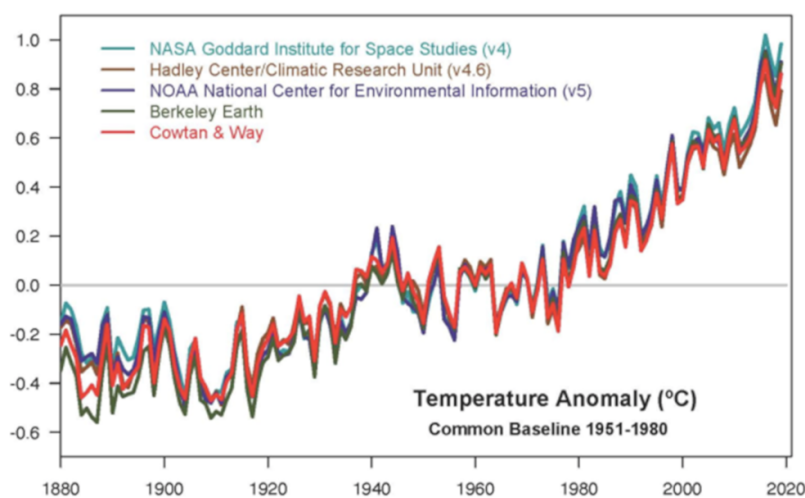 1.0
0.8
0.6
0.4
0.2
0.0
-0.2
-0.4
-0.6
NASA Goddard Institute for Space Studies (v4)
Hadley Center/Climatic Research Unit (v4.6)
NOAA National Center for Environmental Information (v5)
Berkeley Earth
Cowtan & Way
Temperature Anomaly (ºC)
Common Baseline 1951-1980
1880 1900 1920 1940 1960 1980 2000 2020